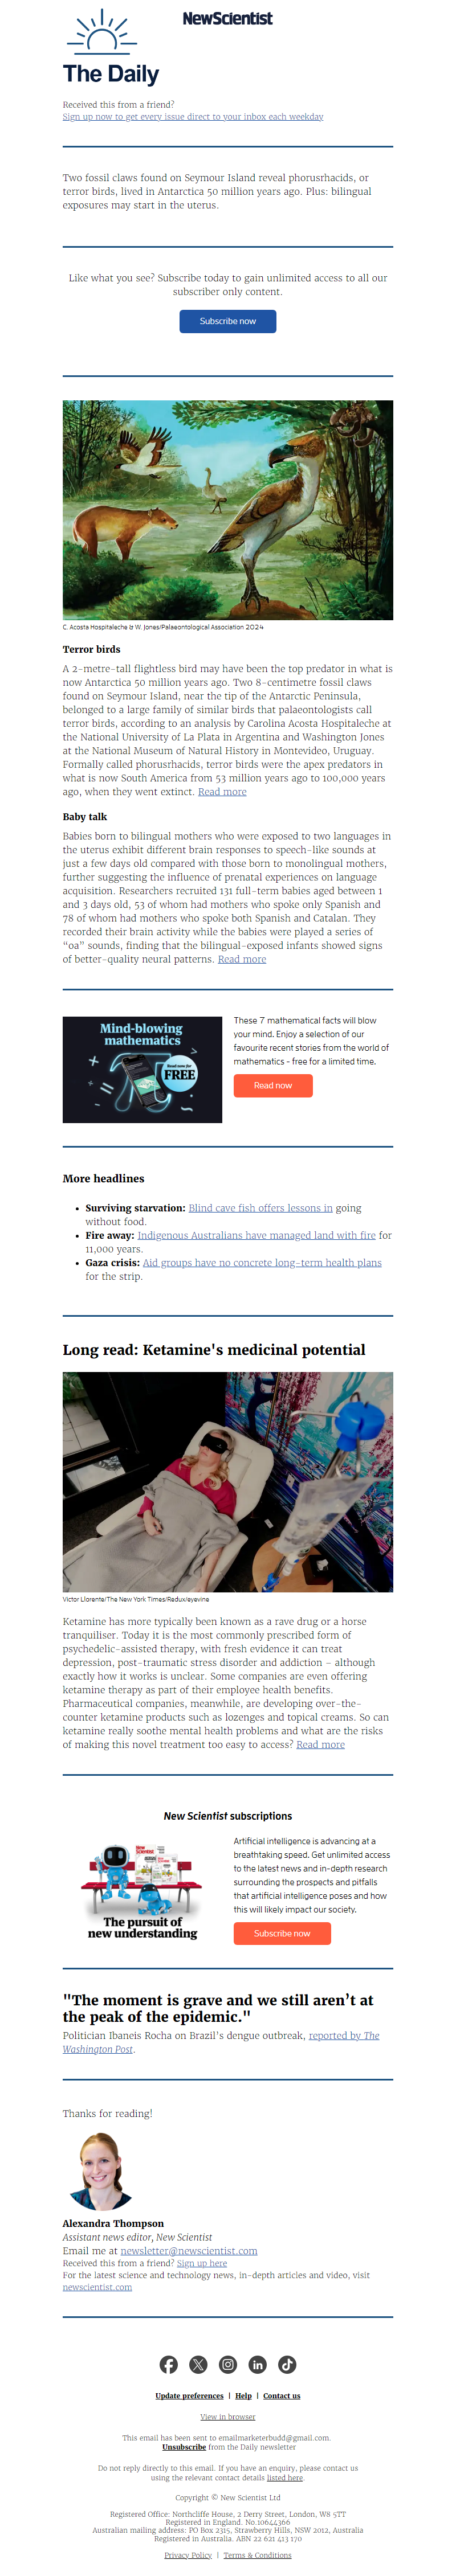 NewScientist
The Daily
Received this from a friend?
Sign up now to get every issue direct to your inbox each weekday
Two fossil claws found on Seymour Island reveal phorusrhacids, or
terror birds, lived in Antarctica 50 million years ago. Plus: bilingual
exposures may start in the uterus.
Like what you see? Subscribe today to gain unlimited access to all our
subscriber only content.
Subscribe now
C. Acosta Hospitaleche & W. Jones/Palaeontological Association 2024
Terror birds
A 2-metre-tall flightless bird may have been the top predator in what is
now Antarctica 50 million years ago. Two 8-centimetre fossil claws
found on Seymour Island, near the tip of the Antarctic Peninsula,
belonged to a large family of similar birds that palaeontologists call
terror birds, according to an analysis by Carolina Acosta Hospitaleche at
the National University of La Plata in Argentina and Washington Jones
at the National Museum of Natural History in Montevideo, Uruguay.
Formally called phorusrhacids, terror birds were the apex predators in
what is now South America from 53 million years ago to 100,000 years
ago, when they went extinct. Read more
Baby talk
Babies born to bilingual mothers who were exposed to two languages in
the uterus exhibit different brain responses to speech-like sounds at
just a few days old compared with those born to monolingual mothers,
further suggesting the influence of prenatal experiences on language
acquisition. Researchers recruited 131 full-term babies aged between 1
and 3 days old, 53 of whom had mothers who spoke only Spanish and
78 of whom had mothers who spoke both Spanish and Catalan. They
recorded their brain activity while the babies were played a series of
“oa” sounds, finding that the bilingual-exposed infants showed signs
of better-quality neural patterns. Read more
Mind-blowing
mathematics
Read now for
FREE
These 7 mathematical facts will blow
your mind. Enjoy a selection of our
favourite recent stories from the world of
mathematics - free for a limited time.
Read now
More headlines
• Surviving starvation: Blind cave fish offers lessons in going
without food.
• Fire away: Indigenous Australians have managed land with fire for
11,000 years.
• Gaza crisis: Aid groups have no concrete long-term health plans
for the strip.
Long read: Ketamine's medicinal potential
Victor Llorente/The New York Times/Redux/eyevine
Ketamine has more typically been known as a rave drug or a horse
tranquiliser. Today it is the most commonly prescribed form of
psychedelic-assisted therapy, with fresh evidence it can treat
depression, post-traumatic stress disorder and addiction – although
exactly how it works is unclear. Some companies are even offering
ketamine therapy as part of their employee health benefits.
Pharmaceutical companies, meanwhile, are developing over-the-
counter ketamine products such as lozenges and topical creams. So can
ketamine really soothe mental health problems and what are the risks
of making this novel treatment too easy to access? Read more
New Scientist subscriptions
The pursuit of
new understanding
Artificial intelligence is advancing at a
breathtaking speed. Get unlimited access
to the latest news and in-depth research
surrounding the prospects and pitfalls
that artificial intelligence poses and how
this will likely impact our society.
Subscribe now
"The moment is grave and we still aren’t at
the peak of the epidemic."
Politician Ibaneis Rocha on Brazil’s dengue outbreak, reported by The
Washington Post.
Thanks for reading!
Alexandra Thompson
Assistant news editor, New Scientist
Email me at newsletter@newscientist.com
Received this from a friend? Sign up here
For the latest science and technology news, in-depth articles and video, visit
newscientist.com
Update preferences | Help | Contact us
View in browser
This email has been sent to emailmarketerbudd@gmail.com.
Unsubscribe from the Daily newsletter
Do not reply directly to this email. If you have an enquiry, please contact us
using the relevant contact details listed here.
Copyright © New Scientist Ltd
Registered Office: Northcliffe House, 2 Derry Street, London, W8 5TT
Registered in England. No.10644366
Australian mailing address: PO Box 2315, Strawberry Hills, NSW 2012, Australia
Registered in Australia. ABN 22 621 413 170
Privacy Policy | Terms & Conditions